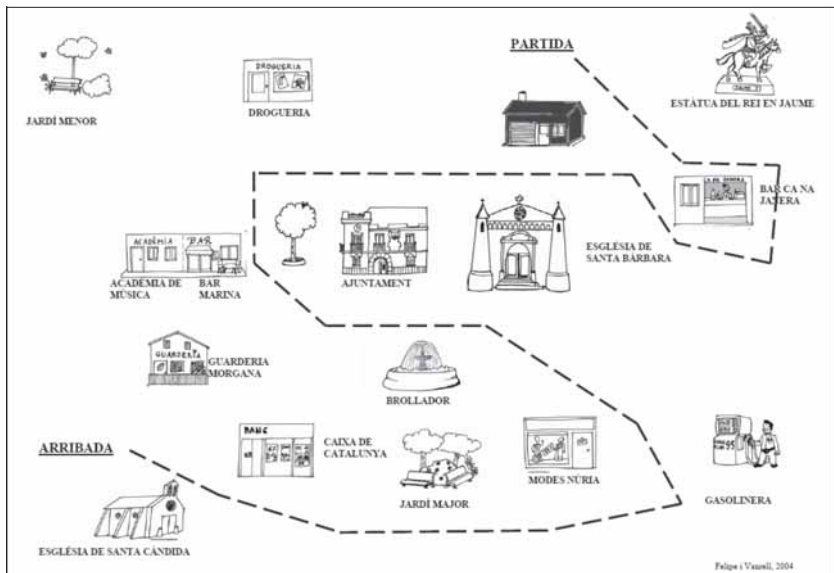 PARTIDA
JAUME I
ESTÀTUA DEL REI EN JAUME
JARDÍ MENOR
DROGUERIA
DROGUERIA
BAR CA NA
JANERA
ACADÈMIA
BAR
ACADÈMIA DE
MÚSICA
BAR
MARINA
AJUNTAMENT
ESGLÉSIA DE
SANTA BÀRBARA
GUARDERIA
GUARDERIA
MORGANA
BROLLADOR
ARRIBADA
BANC
CAIXA DE
CATALUNYA
JARDÍ MAJOR
MODES NÚRIA
GASOLINERA
ESGLÉSIA DE SANTA CÀNDIDA
Felipe i Vanrell, 2004